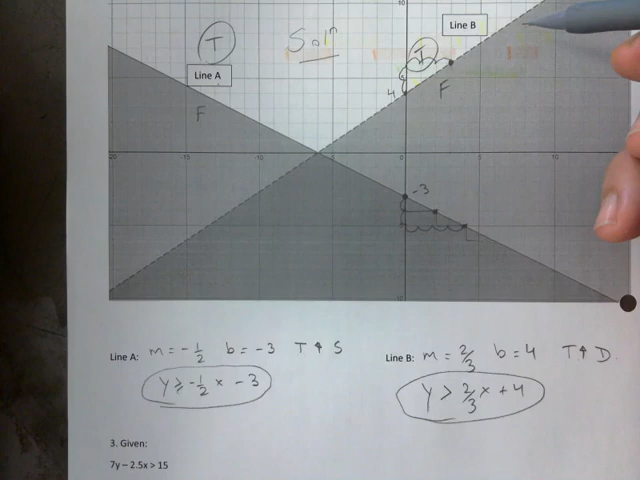 10
Line B
T Soln T
Line A
4 F
F
-20 -15 -10 -5 0 5 10
-3
Line A: m = -1/2 b = -3 T↑S
y ≥ -1/2 x - 3
Line B: m = 2/3 b = 4 T↑D.
y > 2/3 x + 4
3. Given:
7y – 2.5x > 15